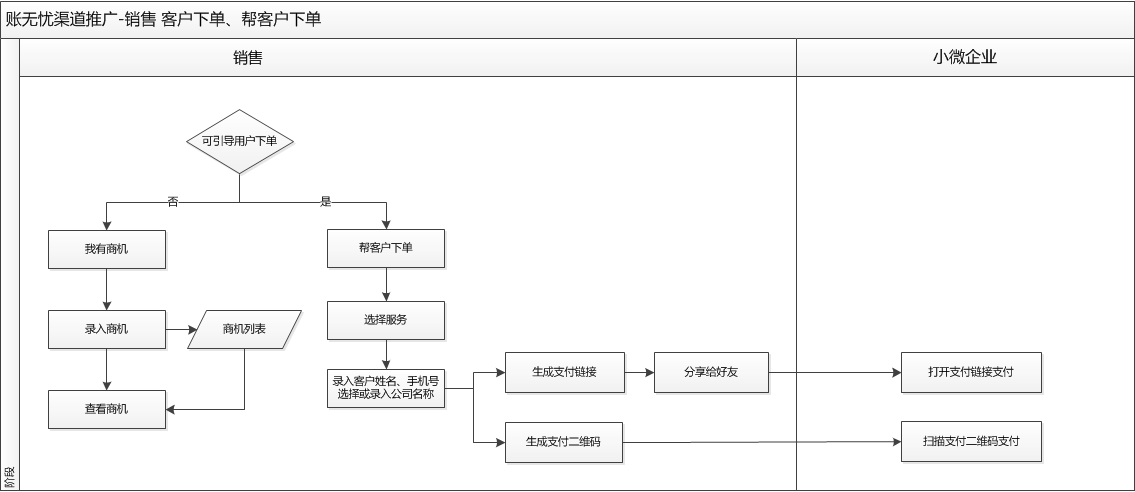 账无忧渠道推广-销售 客户下单、帮客户下单
销售
小微企业
可引导用户下单
否
是
我有商机
帮客户下单
录入商机
商机列表
选择服务
查看商机
录入客户姓名、手机号
选择或录入公司名称
生成支付链接
分享给好友
打开支付链接支付
生成支付二维码
扫描支付二维码支付
阶段